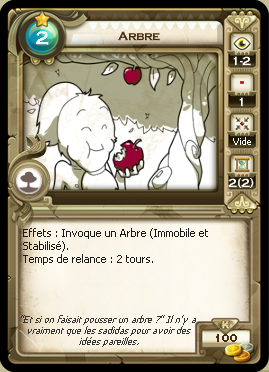 ARBRE
2
1-2
1
Vide
2(2)
Effets : Invoque un Arbre (Immobile et
Stabilisé).
Temps de relance : 2 tours.
"Et si on faisait pousser un arbre ?" Il n'y a
vraiment que les sadidas pour avoir des
idées pareilles.
100